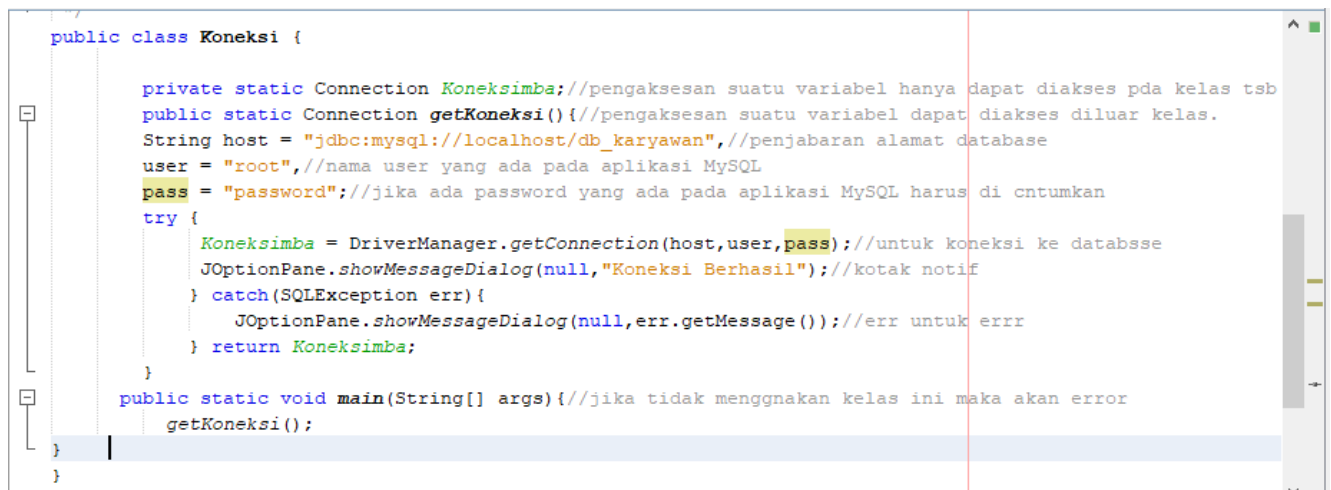 public class Koneksi {
private static Connection Koneksimba;//pengaksesan suatu variabel hanya dapat diakses pda kelas tsb
public static Connection getKoneksi(){//pengaksesan suatu variabel dapat diakses diluar kelas.
String host = "jdbc:mysql://localhost/db_karyawan",//penjabaran alamat database
user = "root",//nama user yang ada pada aplikasi MySQL
pass = "password";//jika ada password yang ada pada aplikasi MySQL harus di cntumkan
try {
Koneksimba = DriverManager.getConnection(host,user,pass);//untuk koneksi ke databsse
JOptionPane.showMessageDialog(null,"Koneksi Berhasil");//kotak notif
} catch(SQLException err){
JOptionPane.showMessageDialog(null,err.getMessage());//err untuk errr
} return Koneksimba;
}
public static void main(String[] args){//jika tidak menggnakan kelas ini maka akan error
getKoneksi();
}
}